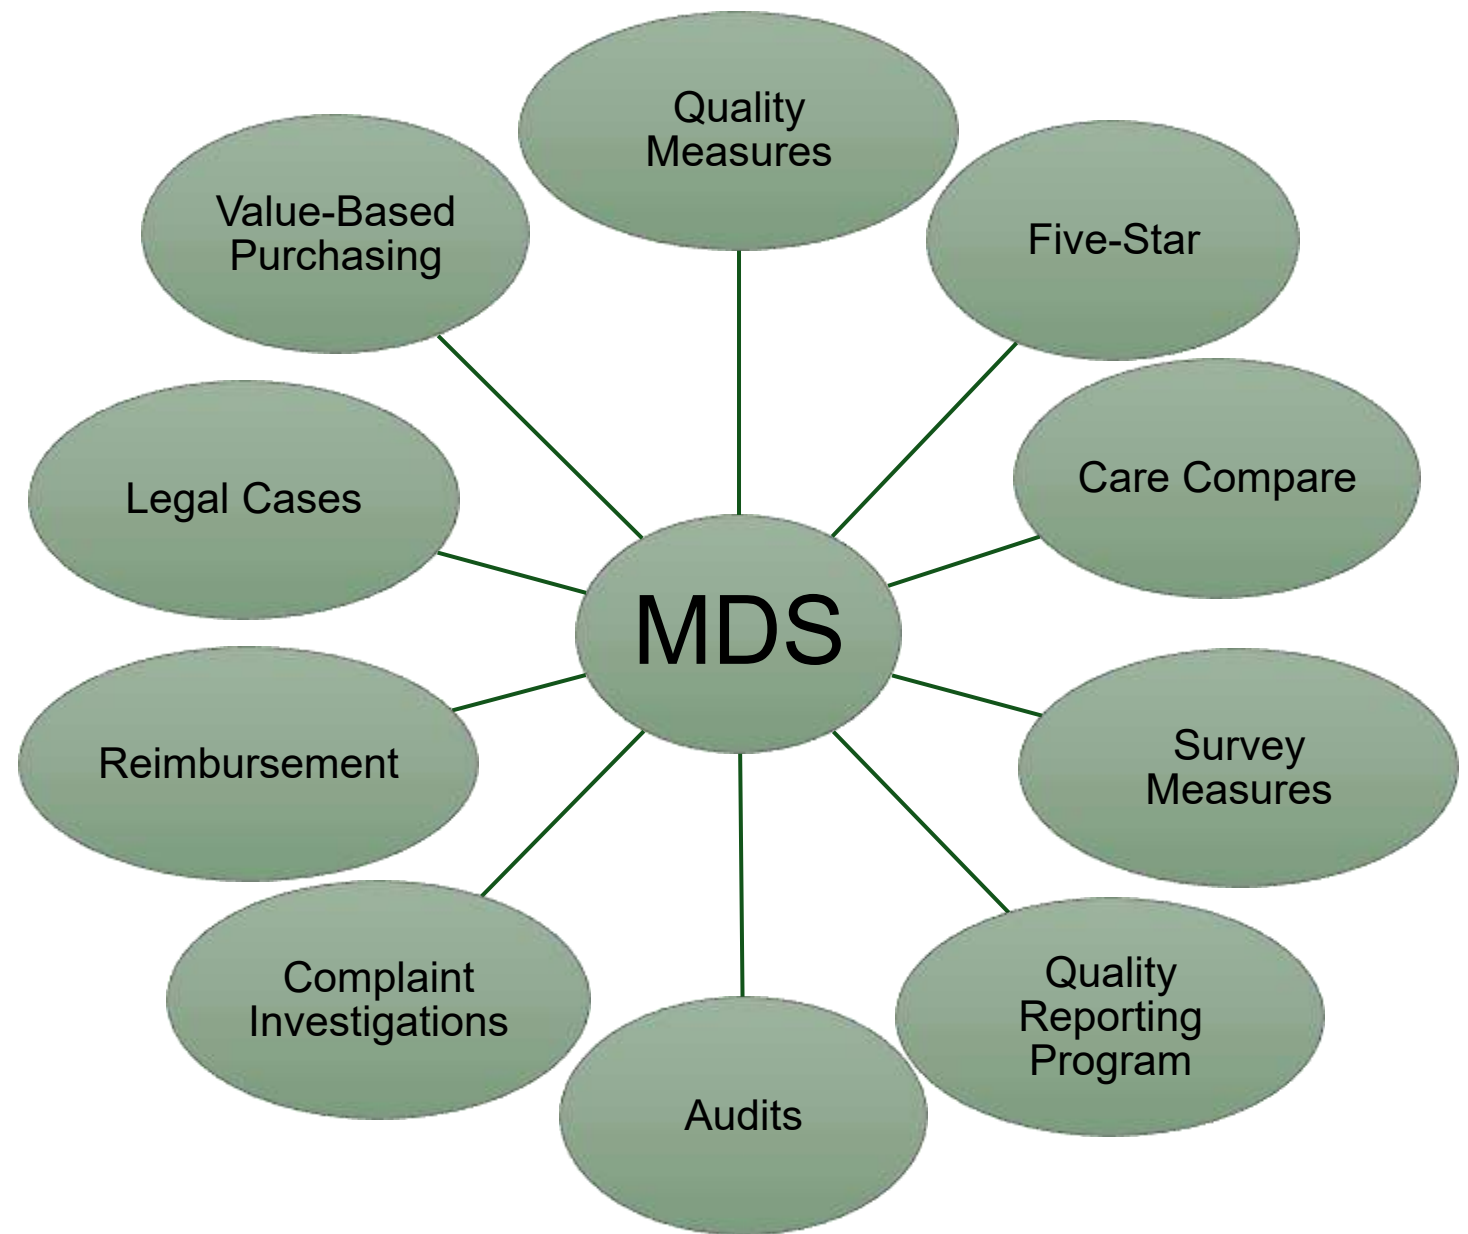 Quality
Measures
Five-Star
Care Compare
Survey
Measures
Quality
Reporting
Program
Audits
Complaint
Investigations
Reimbursement
Legal Cases
Value-Based
Purchasing
MDS